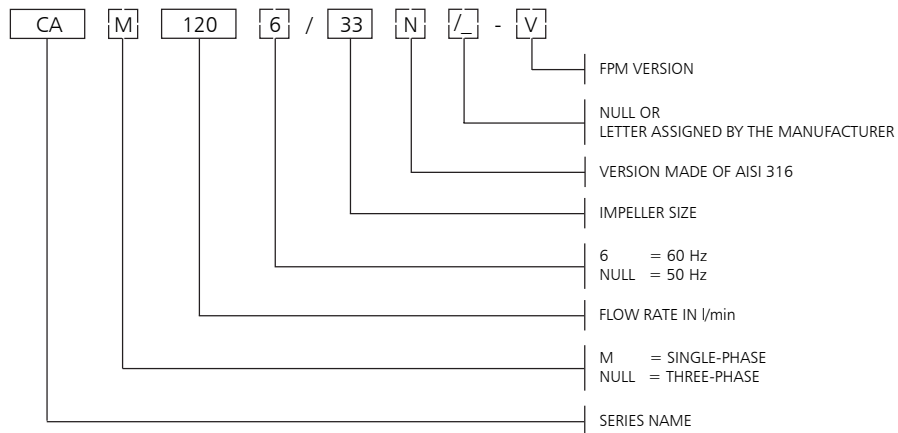 CA M 120 6 / 33 N /_ - V
FPM VERSION
NULL OR
LETTER ASSIGNED BY THE MANUFACTURER
VERSION MADE OF AISI 316
IMPELLER SIZE
6 = 60 Hz
NULL = 50 Hz
FLOW RATE IN l/min
M = SINGLE-PHASE
NULL = THREE-PHASE
SERIES NAME